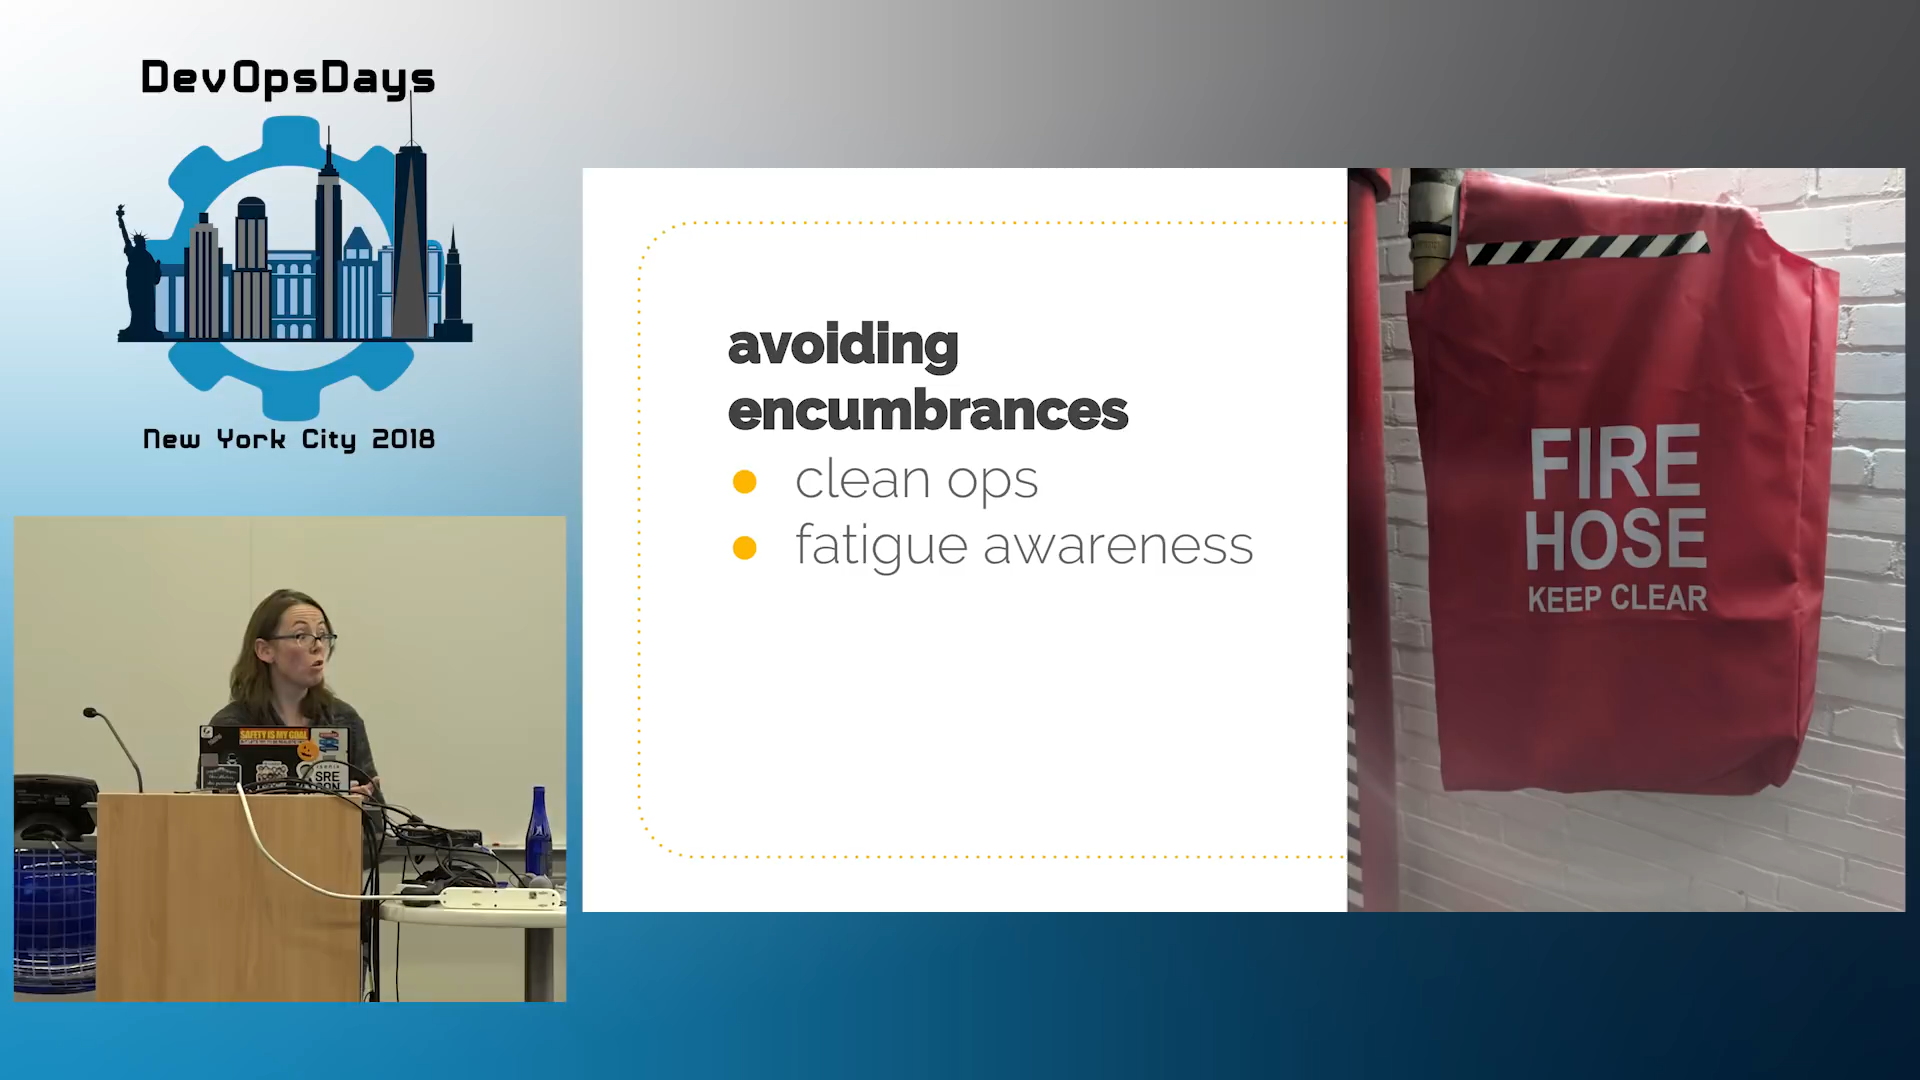 DevOpsDays
New York City 2018
avoiding
encumbrances
clean ops
fatigue awareness
FIRE
HOSE
KEEP CLEAR
SAFETY IS MY GOAL
SRE